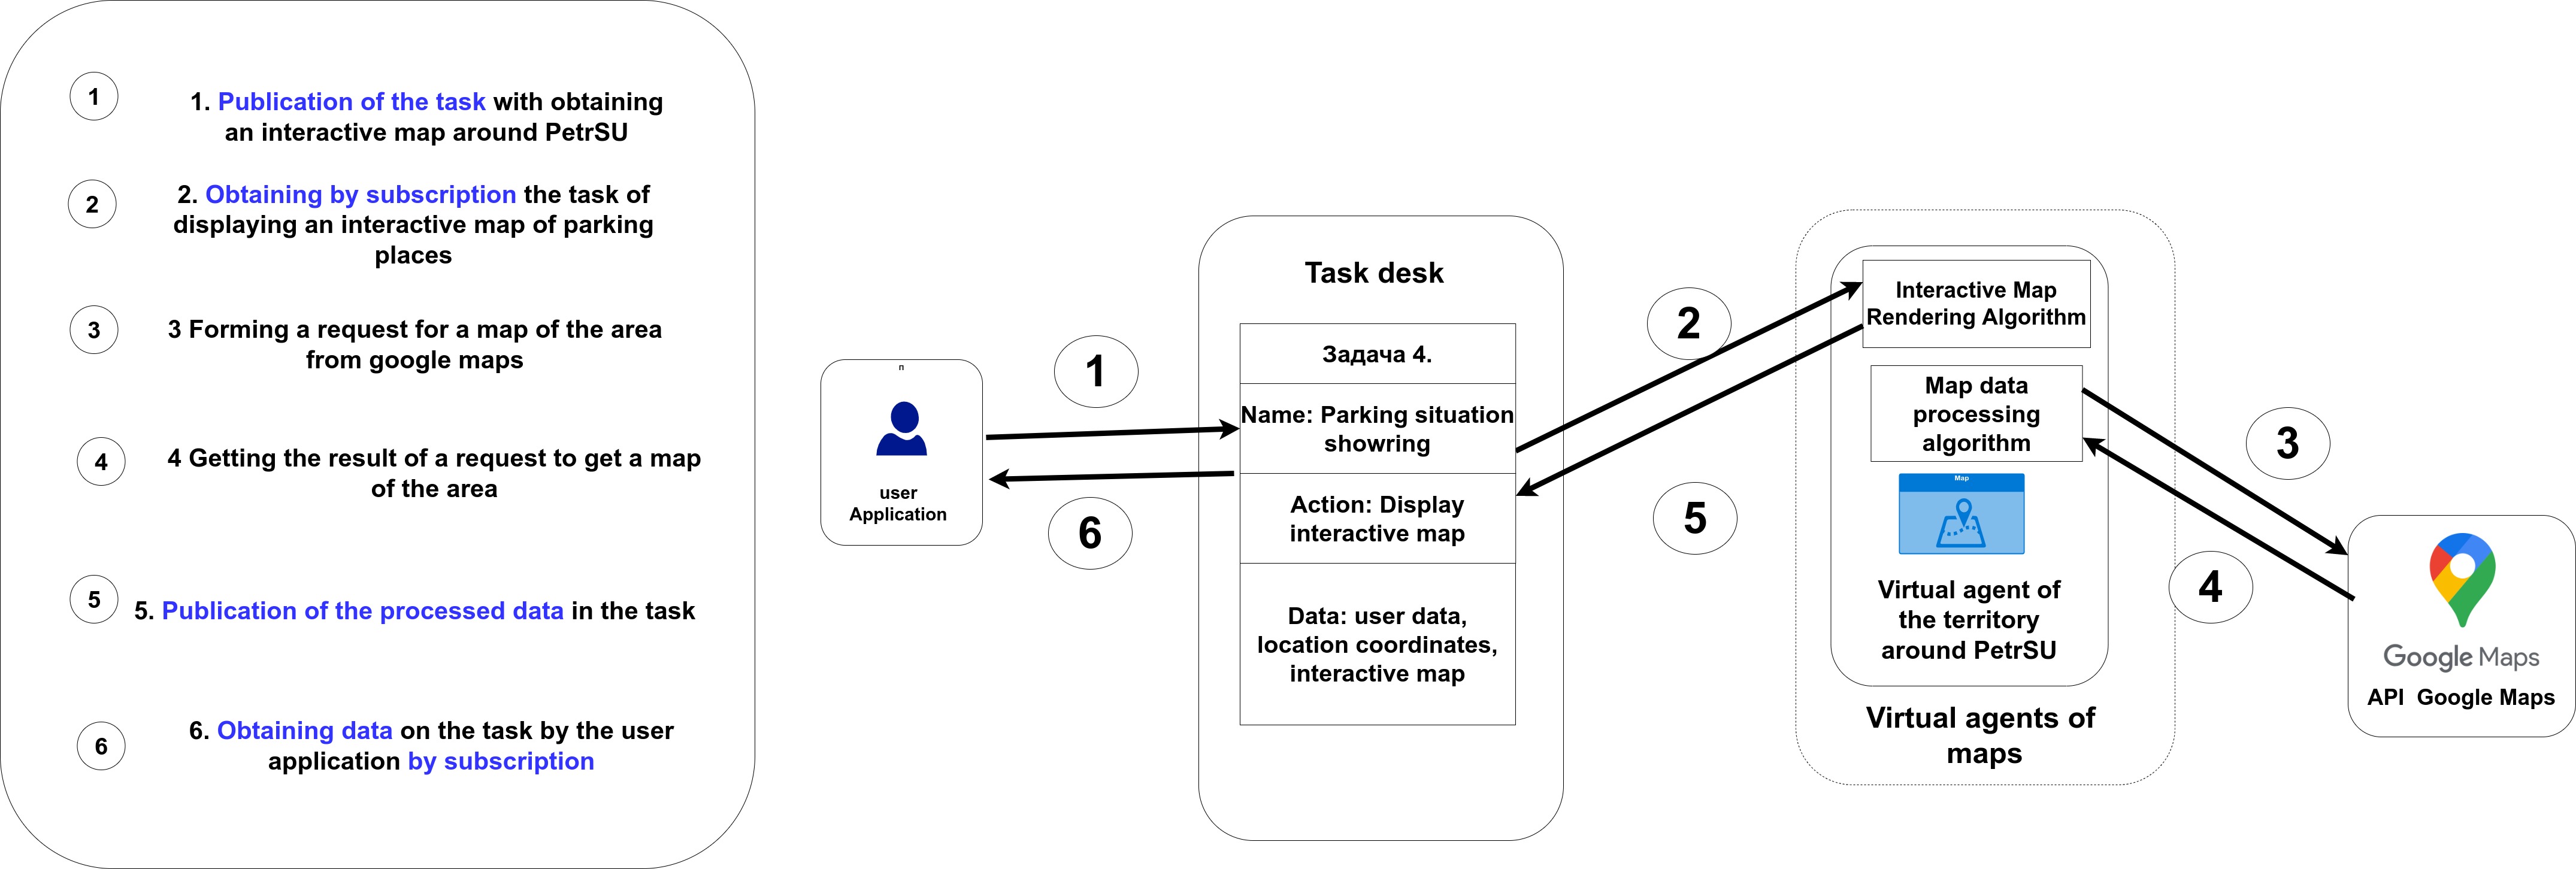 1
1. Publication of the task with obtaining
an interactive map around PetrSU
2
2. Obtaining by subscription the task of
displaying an interactive map of parking
places
3
3 Forming a request for a map of the area
from google maps
4
4 Getting the result of a request to get a map
of the area
5
5. Publication of the processed data in the task
6
6. Obtaining data on the task by the user
application by subscription
п
user
Application
1
6
Task desk
Задача 4.
Name: Parking situation
showring
Action: Display
interactive map
Data: user data,
location coordinates,
interactive map
2
5
Interactive Map
Rendering Algorithm
Map data
processing
algorithm
Map
Virtual agent of
the territory
around PetrSU
Virtual agents of
maps
3
4
Google Maps
API Google Maps